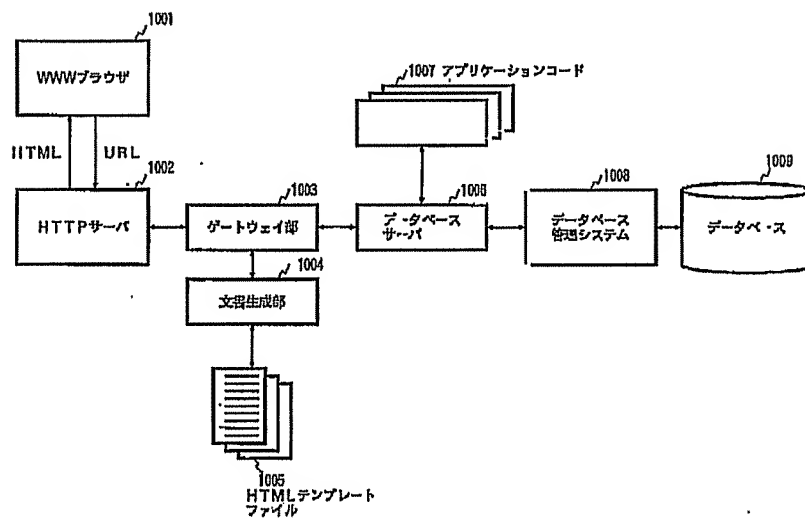 1001
WWWブラウザ
HTML
URL
1002
HTTPサーバ
1003
ゲートウェイ部
1004
文書生成部
1005
HTMLテンプレート
ファイル
1007 アプリケーションコード
1006
データベース
サーバ
1008
データベース
管理システム
1009
データベース